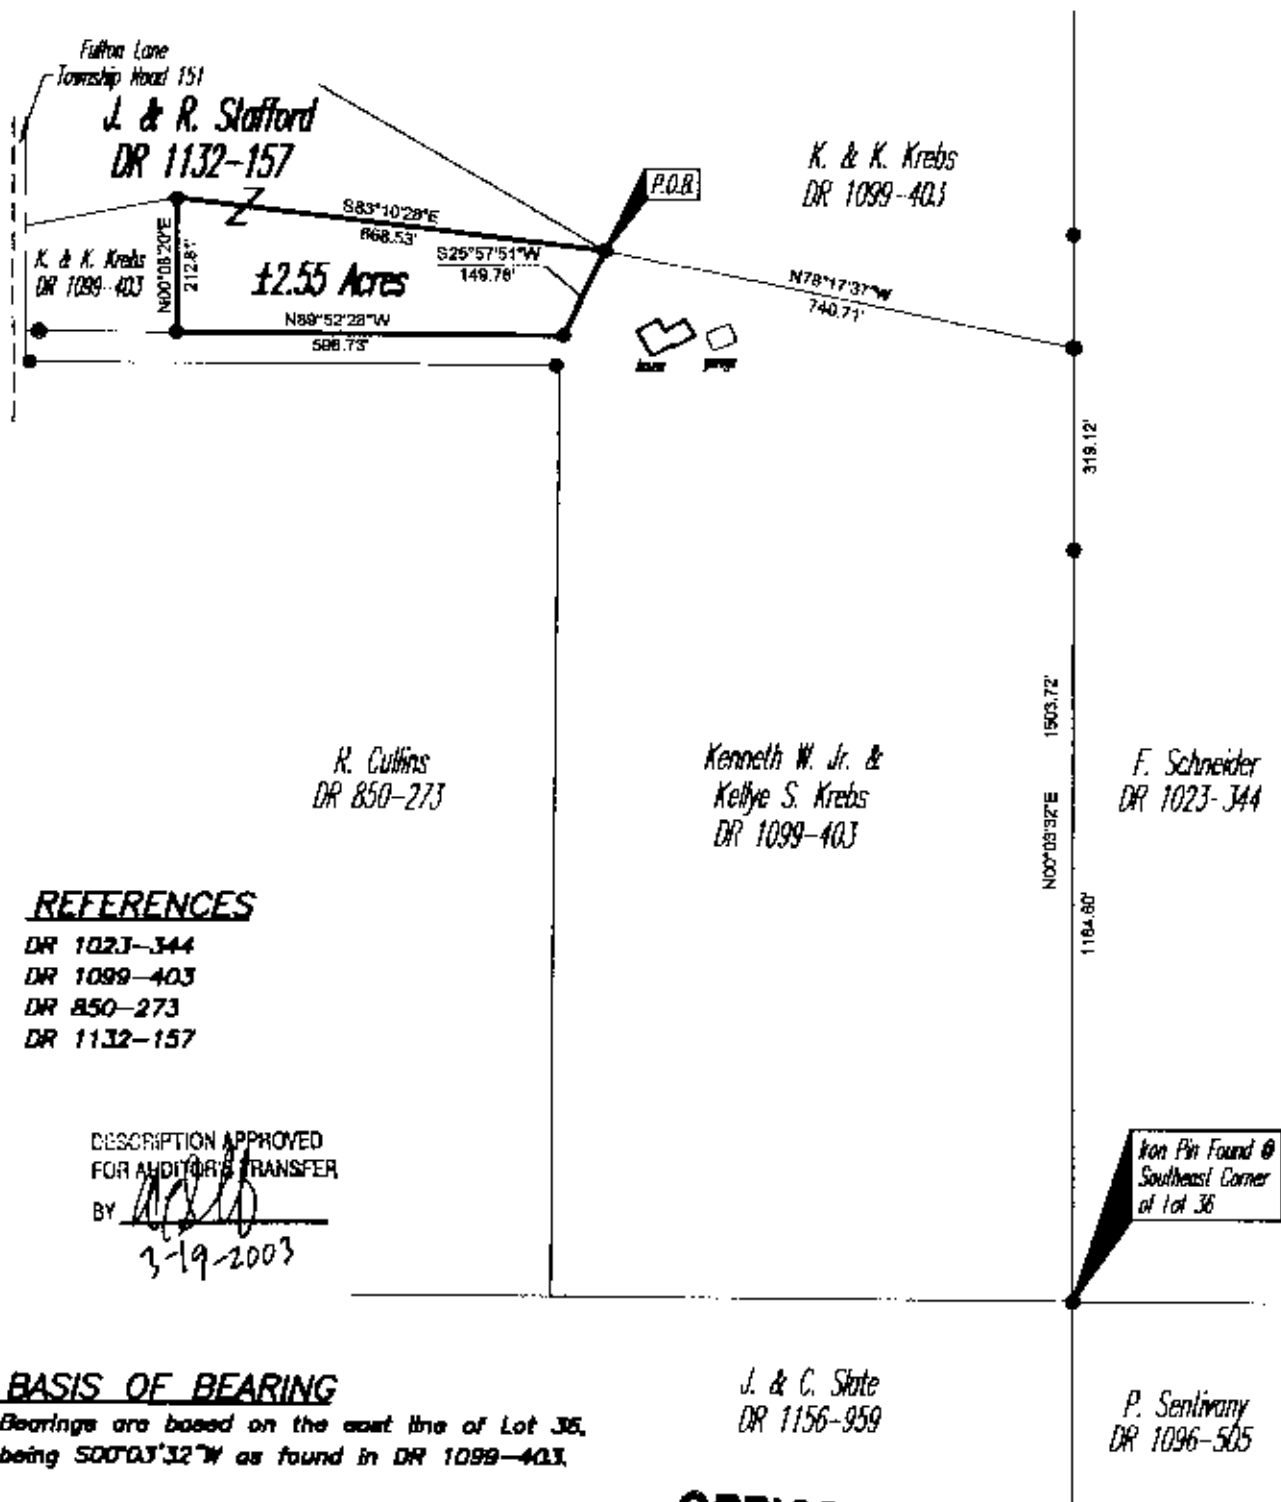 Fulton Lane
Township Road 151
J. & R. Stafford
DR 1132-157
K. & K. Krebs
DR 1099-403
P.O.B.
S83°10'28"E
668.53'
S25°57'51"W
149.76'
N00°08'20"E
212.81'
K. & K. Krebs
DR 1099-403
±2.55 Acres
N89°52'28"W
596.73'
N78°17'37"W
740.71'
house
garage
319.12'
1503.72'
N00°03'32"E
1184.60'
R. Cullins
DR 850-273
Kenneth W. Jr. &
Kellye S. Krebs
DR 1099-403
F. Schneider
DR 1023-344
REFERENCES
DR 1023-344
DR 1099-403
DR 850-273
DR 1132-157
DESCRIPTION APPROVED
FOR AUDITOR'S TRANSFER
BY
3-19-2003
Iron Pin Found @
Southeast Corner
of Lot 36
BASIS OF BEARING
Bearings are based on the east line of Lot 36,
being S00°03'32"W as found in DR 1099-403.
J. & C. Slate
DR 1156-959
P. Sentivany
DR 1096-505